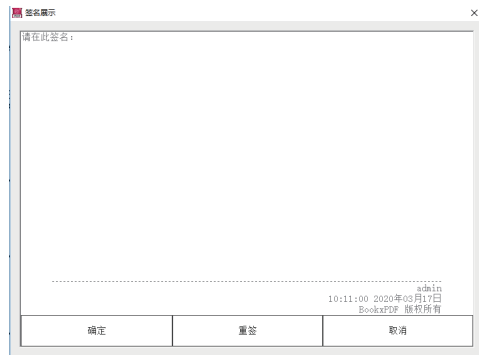 签名展示
请在此签名：
admin
10:11:00 2020年03月17日
BookxPDF 版权所有
确定
重签
取消